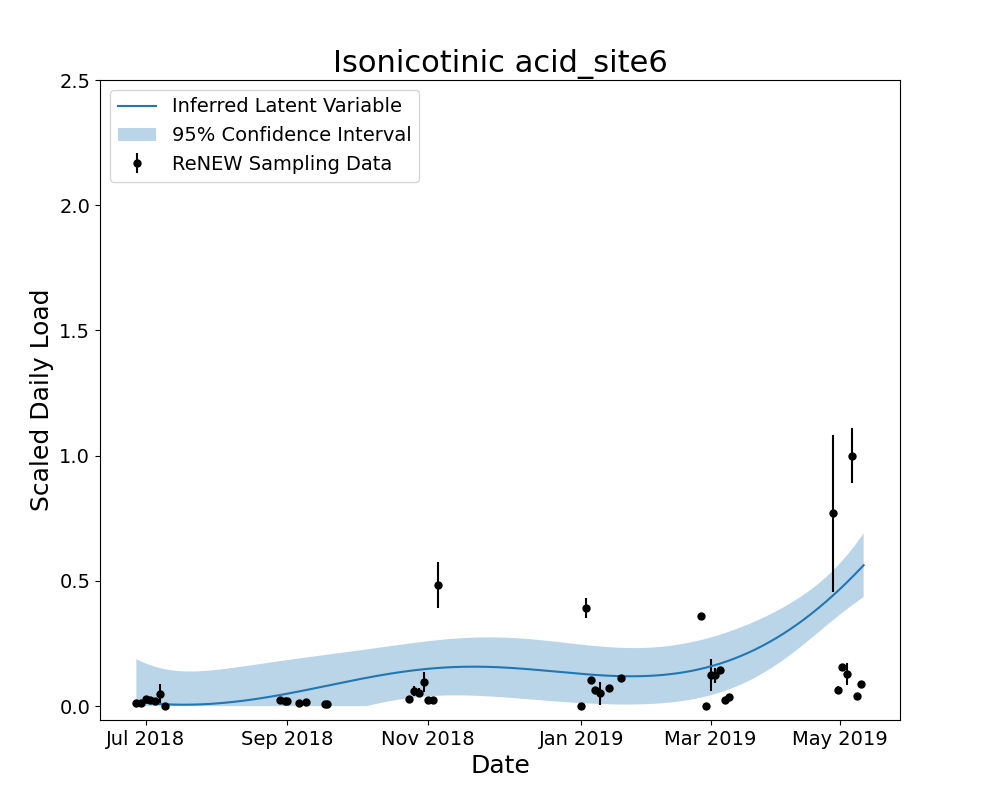 Isonicotinic acid_site6
2.5
2.0
1.5
1.0
0.5
0.0
Scaled Daily Load
Inferred Latent Variable
95% Confidence Interval
ReNEW Sampling Data
Jul 2018 Sep 2018 Nov 2018 Jan 2019 Mar 2019 May 2019
Date